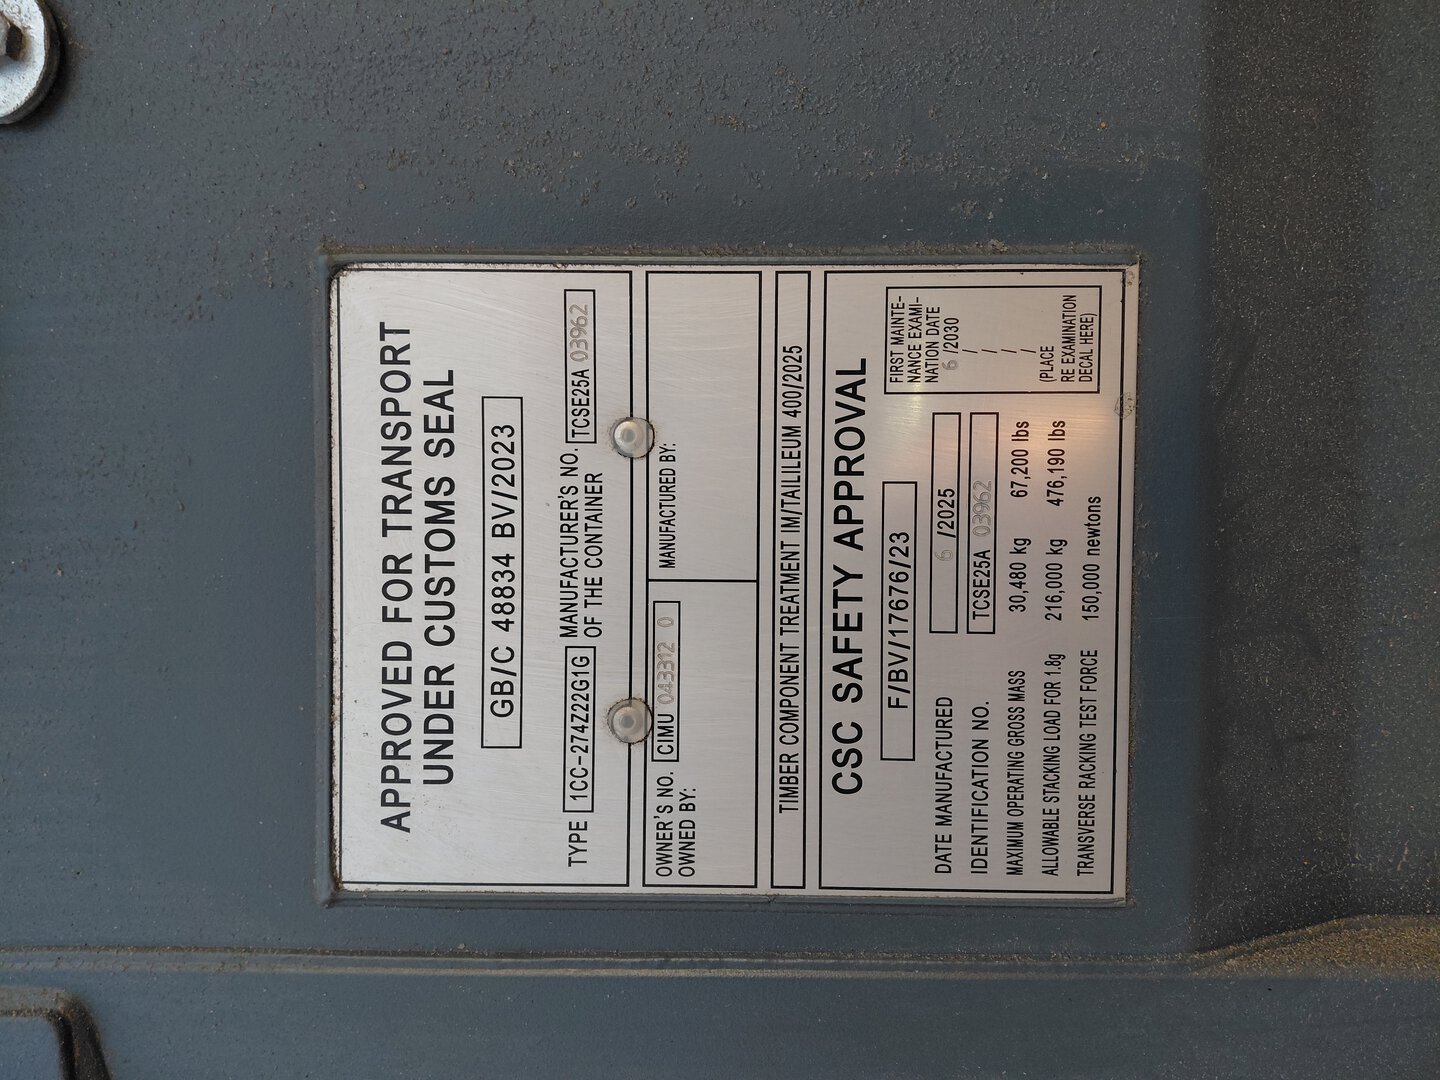 APPROVED FOR TRANSPORT
UNDER CUSTOMS SEAL
GB/C 48834 BV/2023
TYPE 1CC-274Z22G1G MANUFACTURER'S NO. OF THE CONTAINER TCSE25A 03962
OWNER'S NO. CIMU 043312 0
OWNED BY:
MANUFACTURED BY:
TIMBER COMPONENT TREATMENT IM/TAILILEUM 400/2025
CSC SAFETY APPROVAL
F/BV/17676/23
DATE MANUFACTURED 6 /2025
IDENTIFICATION NO. TCSE25A 03962
MAXIMUM OPERATING GROSS MASS 30,480 kg 67,200 lbs
ALLOWABLE STACKING LOAD FOR 1.8g 216,000 kg 476,190 lbs
TRANSVERSE RACKING TEST FORCE 150,000 newtons
FIRST MAINTE-
NANCE EXAMI-
NATION DATE
6 /2030
/
/
/
/
(PLACE
RE EXAMINATION
DECAL HERE)